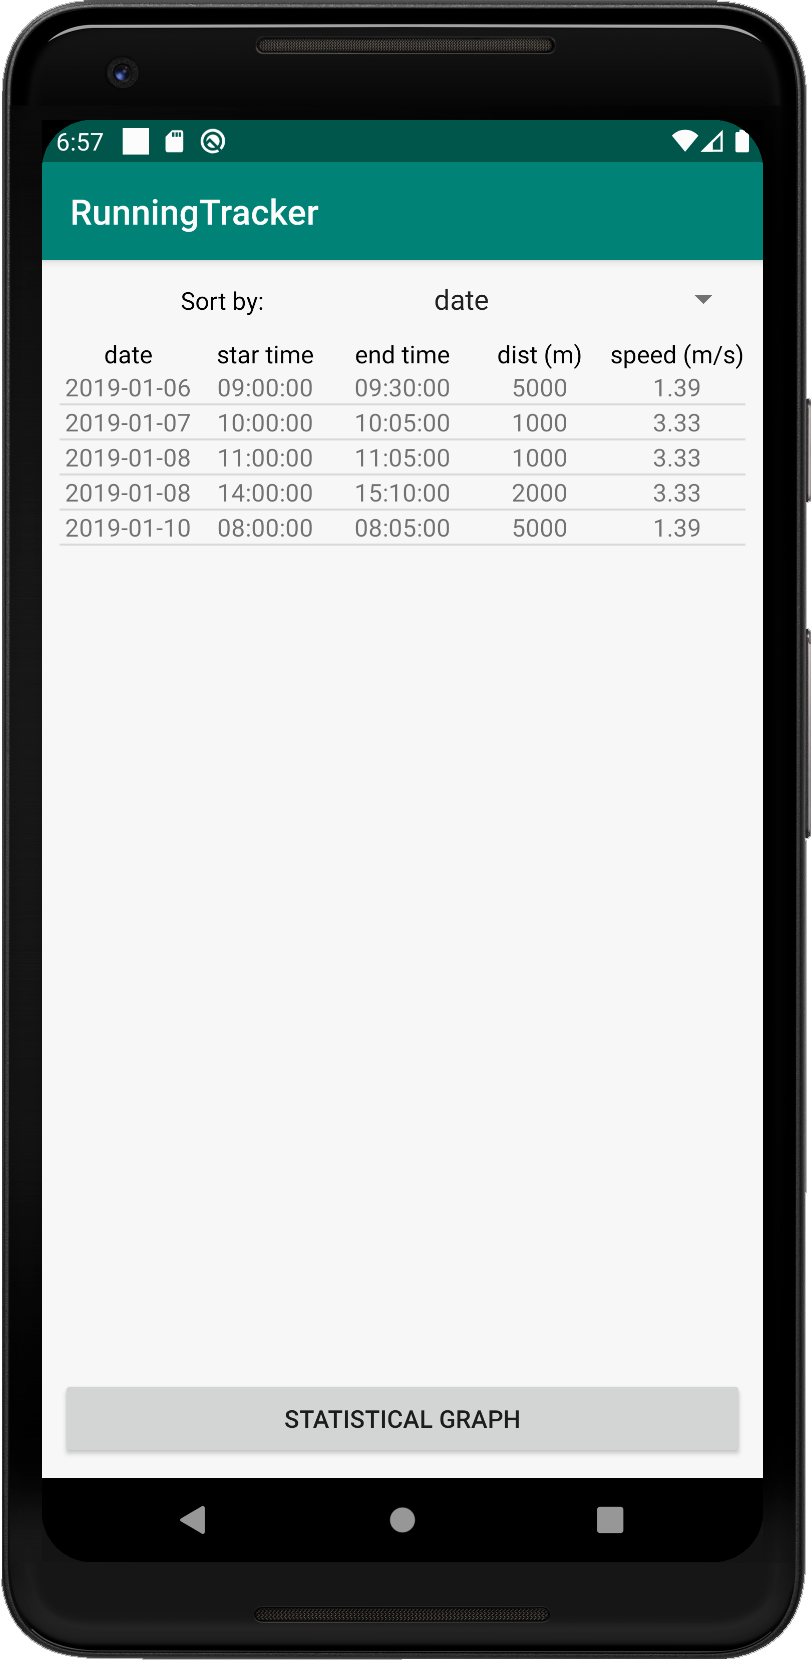 6:57
RunningTracker
Sort by: date
date star time end time dist (m) speed (m/s)
2019-01-06 09:00:00 09:30:00 5000 1.39
2019-01-07 10:00:00 10:05:00 1000 3.33
2019-01-08 11:00:00 11:05:00 1000 3.33
2019-01-08 14:00:00 15:10:00 2000 3.33
2019-01-10 08:00:00 08:05:00 5000 1.39
STATISTICAL GRAPH